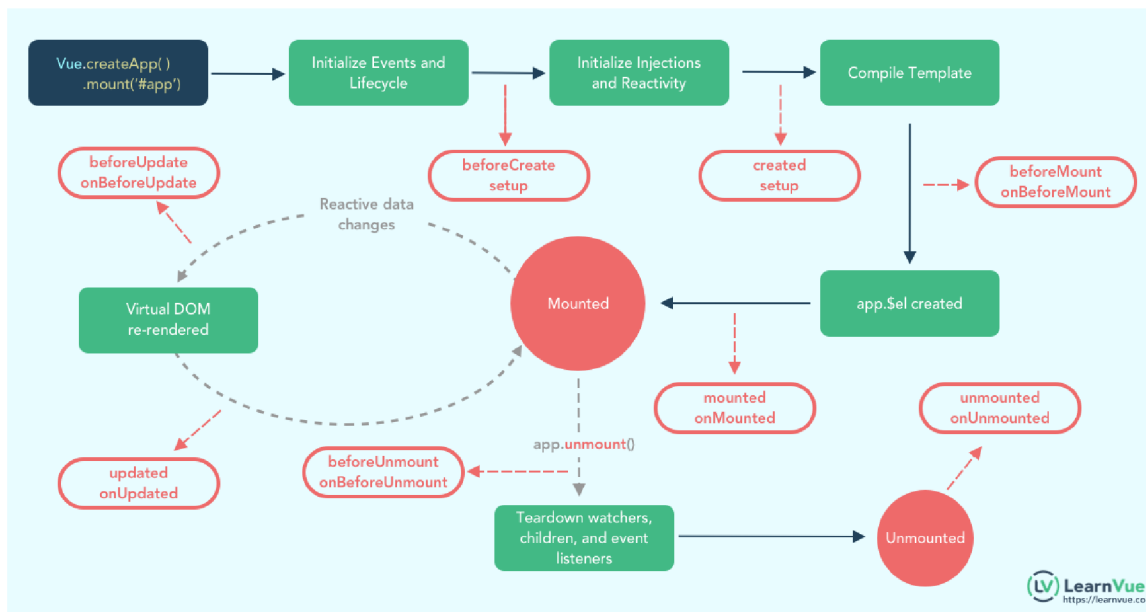 Vue.createApp( )
.mount('#app')
Initialize Events and
Lifecycle
Initialize Injections
and Reactivity
Compile Template
beforeUpdate
onBeforeUpdate
beforeCreate
setup
created
setup
beforeMount
onBeforeMount
Reactive data
changes
Virtual DOM
re-rendered
Mounted
app.$el created
mounted
onMounted
unmounted
onUnmounted
app.unmount()
beforeUnmount
onBeforeUnmount
updated
onUpdated
Teardown watchers,
children, and event
listeners
Unmounted
LV LearnVue
https://learnvue.co